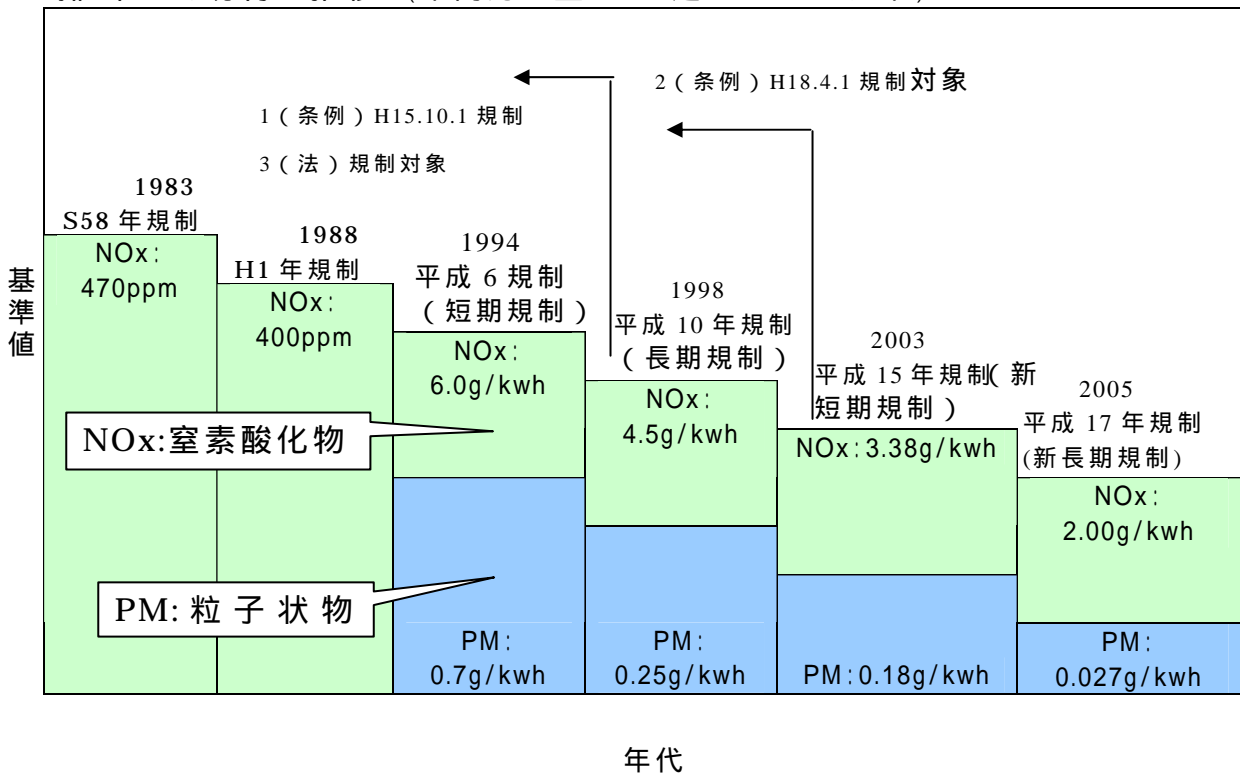 2(条例)H18.4.1 規制対象
1(条例)H15.10.1 規制
3(法)規制対象
1983
S58 年規制
NOx:
470ppm
1988
H1 年規制
NOx:
400ppm
1994
平成 6 規制
(短期規制)
NOx:
6.0g/kwh
1998
平成 10 年規制
(長期規制)
NOx:
4.5g/kwh
2003
平成 15 年規制(新
短期規制)
NOx:3.38g/kwh
2005
平成 17 年規制
(新長期規制)
NOx:
2.00g/kwh
基
準
値
NOx:窒素酸化物
PM:粒子状物
PM:
0.7g/kwh
PM:
0.25g/kwh
PM:0.18g/kwh
PM:
0.027g/kwh
年代